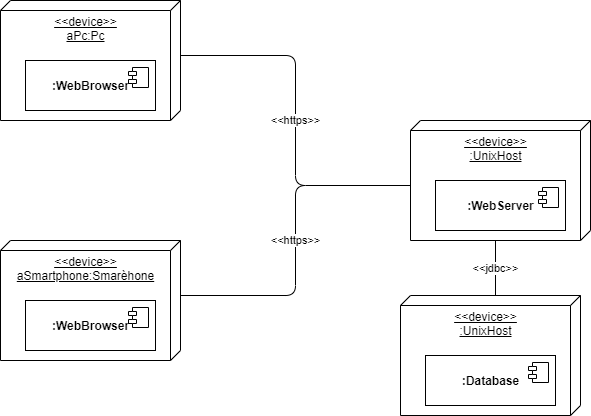 <<device>>
aPc:Pc
:WebBrowser
<<https>>
<<device>>
:UnixHost
:WebServer
<<https>>
<<device>>
aSmartphone:Smarèhone
:WebBrowser
<<jdbc>>
<<device>>
:UnixHost
:Database